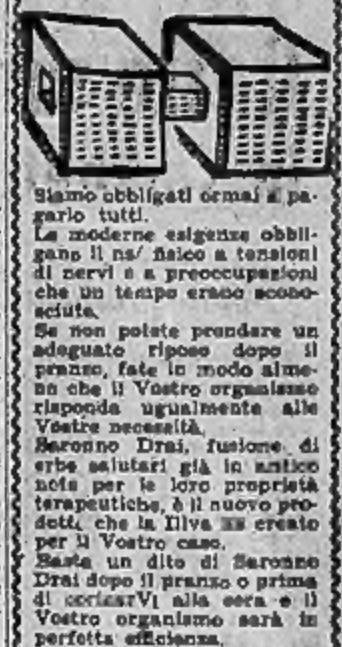 Siamo obbligati ormai a pa-
garlo tutti.
Le moderne esigenze obbli-
gano il ns/ fisico a tensioni
di nervi e a preoccupazioni
che un tempo erano scono-
sciute.
Se non potete prendere un
adeguato riposo dopo il
pranzo, fate in modo alme-
no che il Vostro organismo
risponda ugualmente alle
Vostre necessità.
Saronno Drai, fusione di
erbe salutari già in antico
note per le loro proprietà
terapeutiche, è il nuovo pro-
dotto che la Illva ha creato
per il Vostro caso.
Basta un dito di Saronno
Drai dopo il pranzo o prima
di coricarVi alla sera e il
Vostro organismo sarà in
perfetta efficienza.